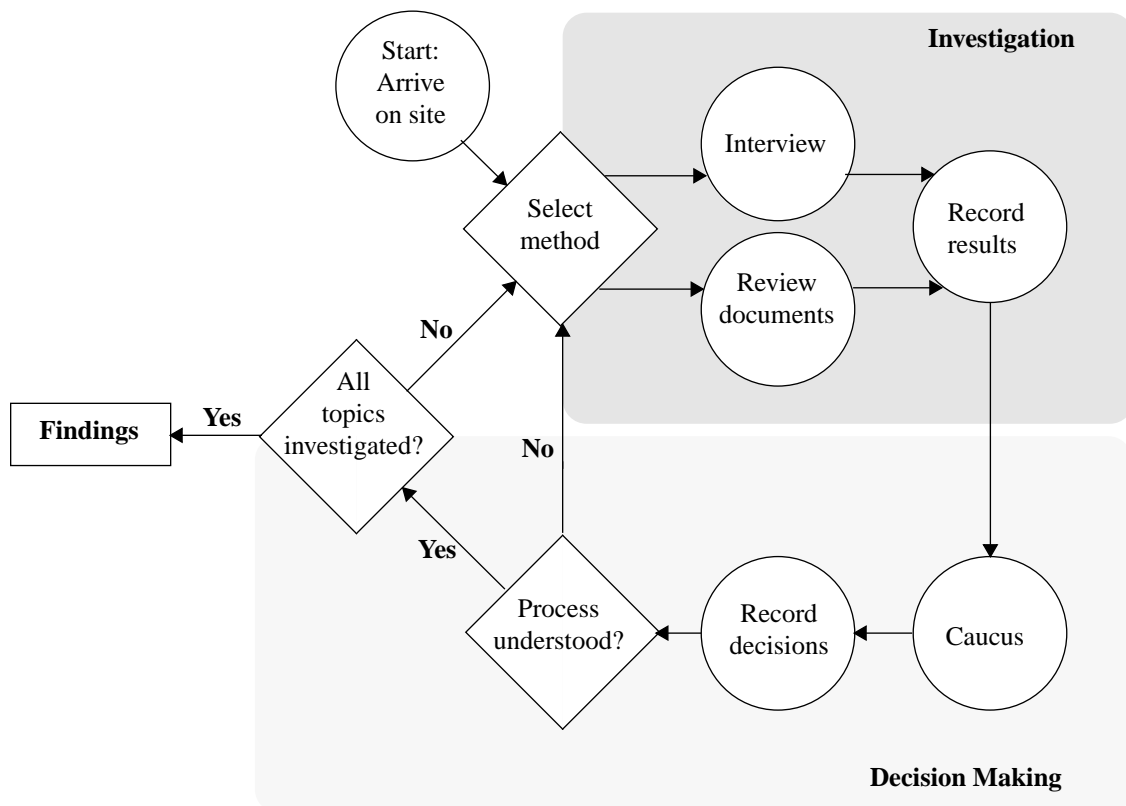 Start:
Arrive
on site
Investigation
Interview
Select
method
Record
results
Review
documents
No
All
topics
investigated?
Yes
Findings
No
Yes
Process
understood?
Record
decisions
Caucus
Decision Making